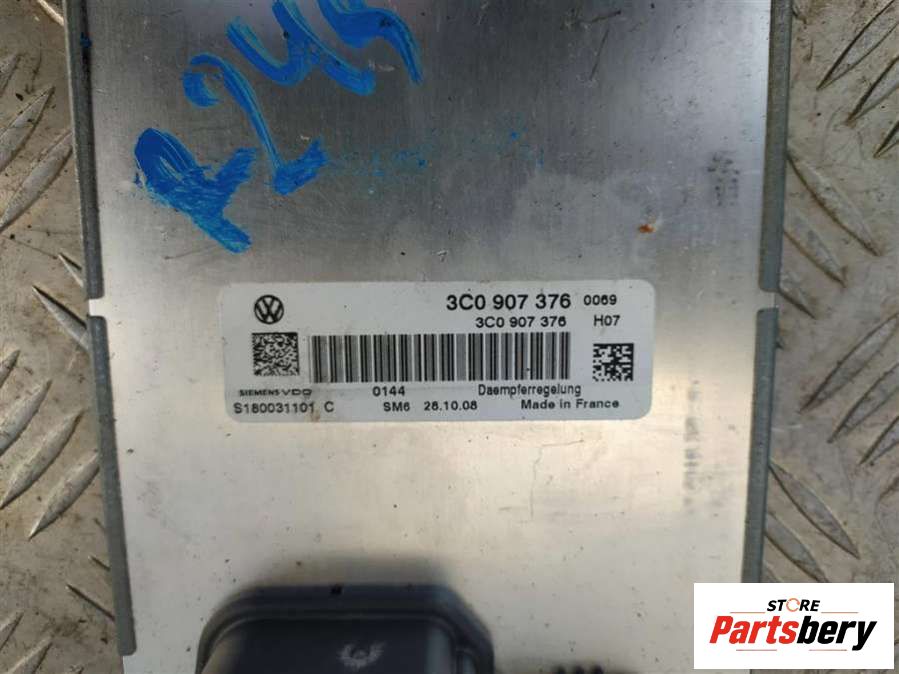 R245
3C0 907 376 0069
3C0 907 376 H07
SIEMENS VDO 0144 Daempferregelung
S180031101 C SM6 28.10.08 Made in France
STORE
Partsbery